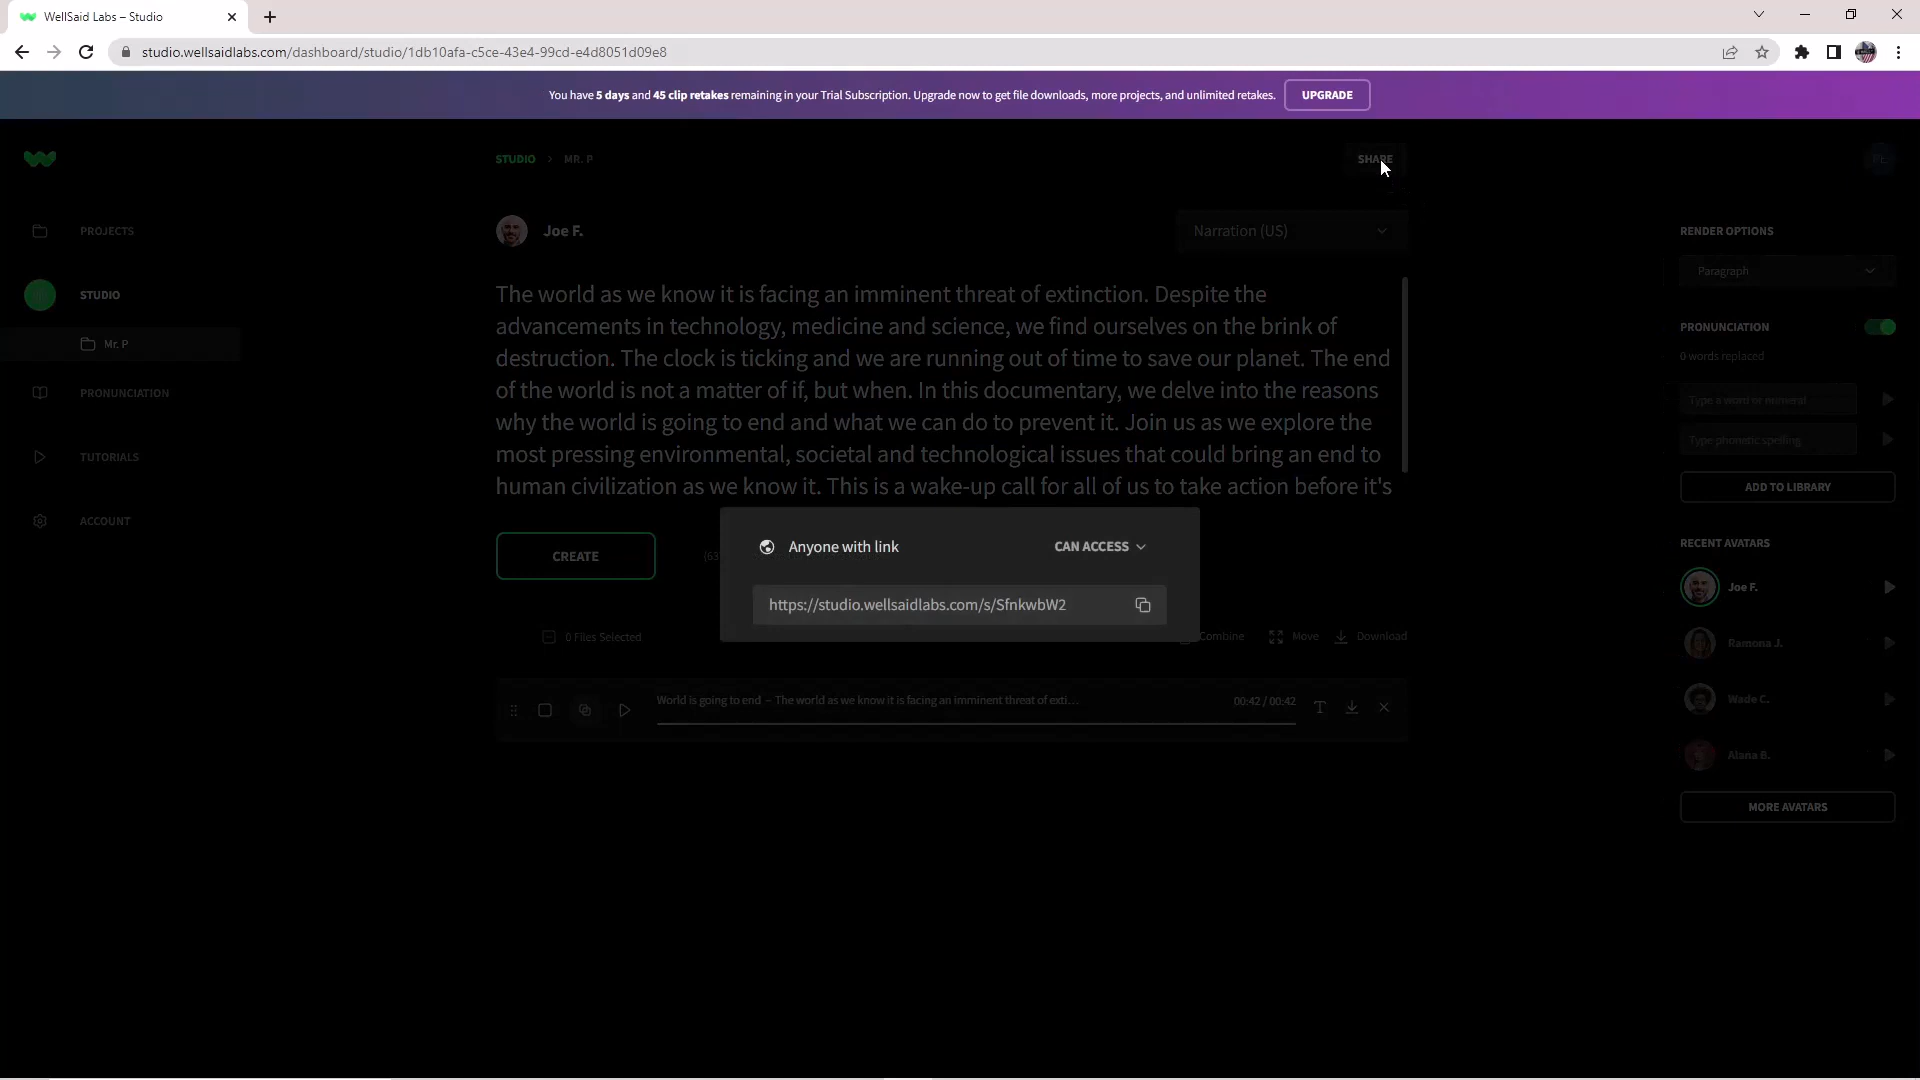 WellSaid Labs – Studio
studio.wellsaidlabs.com/dashboard/studio/1db10afa-c5ce-43e4-99cd-e4d8051d09e8
You have 5 days and 45 clip retakes remaining in your Trial Subscription. Upgrade now to get file downloads, more projects, and unlimited retakes.
UPGRADE
STUDIO > MR. P
SHARE
PROJECTS
STUDIO
Mr. P
PRONUNCIATION
TUTORIALS
ACCOUNT
Joe F.
Narration (US)
The world as we know it is facing an imminent threat of extinction. Despite the
advancements in technology, medicine and science, we find ourselves on the brink of
destruction. The clock is ticking and we are running out of time to save our planet. The end
of the world is not a matter of if, but when. In this documentary, we delve into the reasons
why the world is going to end and what we can do to prevent it. Join us as we explore the
most pressing environmental, societal and technological issues that could bring an end to
human civilization as we know it. This is a wake-up call for all of us to take action before it's
CREATE
Anyone with link
CAN ACCESS
https://studio.wellsaidlabs.com/s/SfnkwbW2
0 Files Selected
Combine
Move
Download
World is going to end – The world as we know it is facing an imminent threat of exti...
00:42 / 00:42
RENDER OPTIONS
Paragraph
PRONUNCIATION
0 words replaced
Type a word or numeral
Type phonetic spelling
ADD TO LIBRARY
RECENT AVATARS
Joe F.
Ramona J.
Wade C.
Alana B.
MORE AVATARS